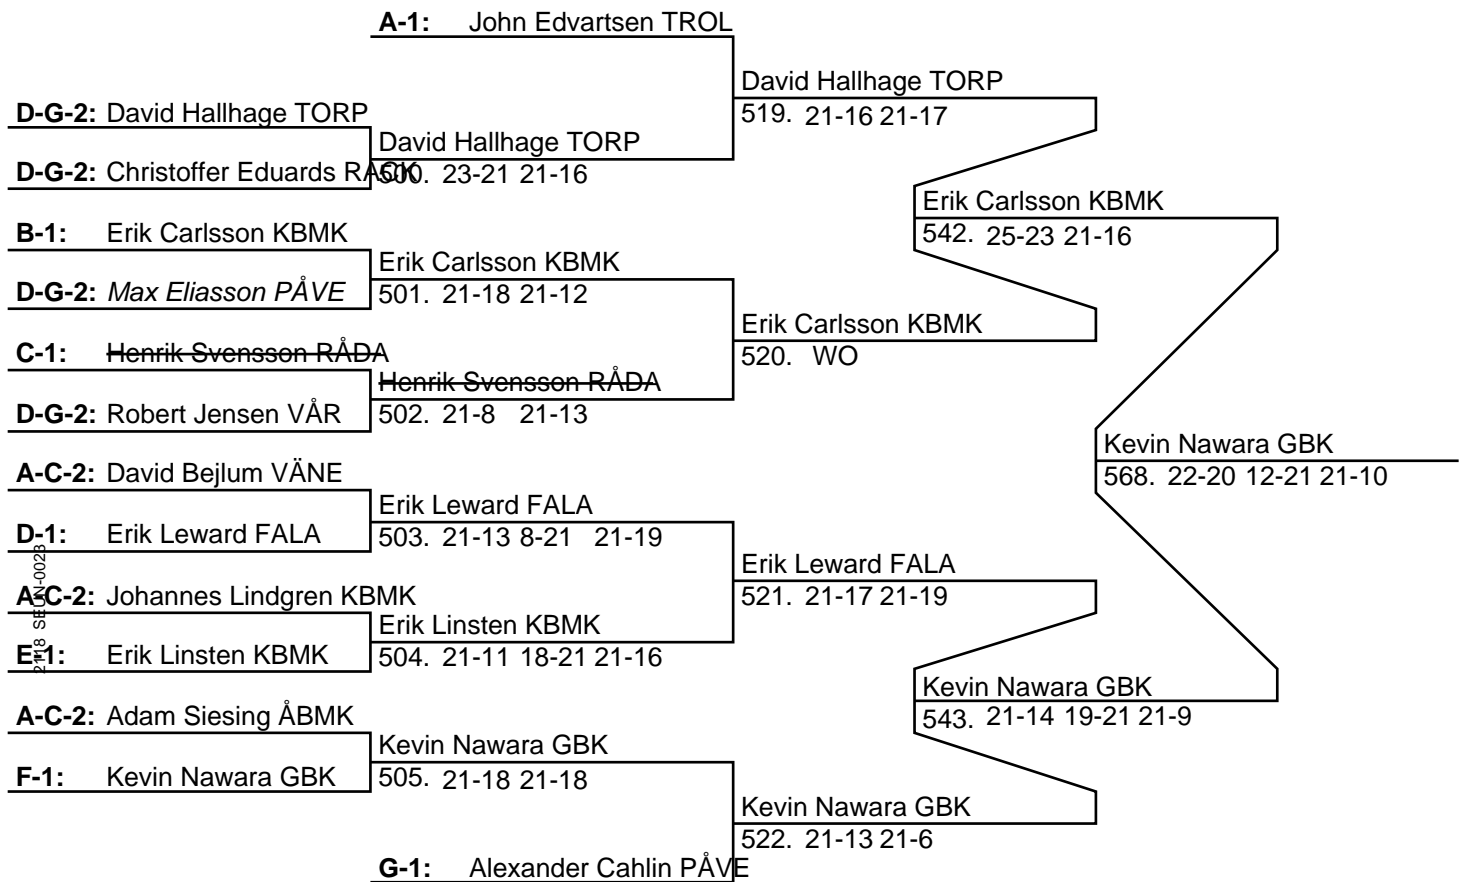 A-1: John Edvartsen TROL
David Hallhage TORP
519. 21-16 21-17
D-G-2: David Hallhage TORP
David Hallhage TORP
D-G-2: Christoffer Eduards RACK
500. 23-21 21-16
Erik Carlsson KBMK
542. 25-23 21-16
B-1: Erik Carlsson KBMK
Erik Carlsson KBMK
D-G-2: Max Eliasson PÅVE
501. 21-18 21-12
Erik Carlsson KBMK
520. WO
C-1: Henrik Svensson RÅDA
Henrik Svensson RÅDA
D-G-2: Robert Jensen VÅR
502. 21-8 21-13
Kevin Nawara GBK
568. 22-20 12-21 21-10
A-C-2: David Bejlum VÄNE
Erik Leward FALA
D-1: Erik Leward FALA
503. 21-13 8-21 21-19
Erik Leward FALA
521. 21-17 21-19
A-C-2: Johannes Lindgren KBMK
Erik Linsten KBMK
E-1: Erik Linsten KBMK
504. 21-11 18-21 21-16
Kevin Nawara GBK
543. 21-14 19-21 21-9
A-C-2: Adam Siesing ÅBMK
Kevin Nawara GBK
F-1: Kevin Nawara GBK
505. 21-18 21-18
Kevin Nawara GBK
522. 21-13 21-6
G-1: Alexander Cahlin PÅVE